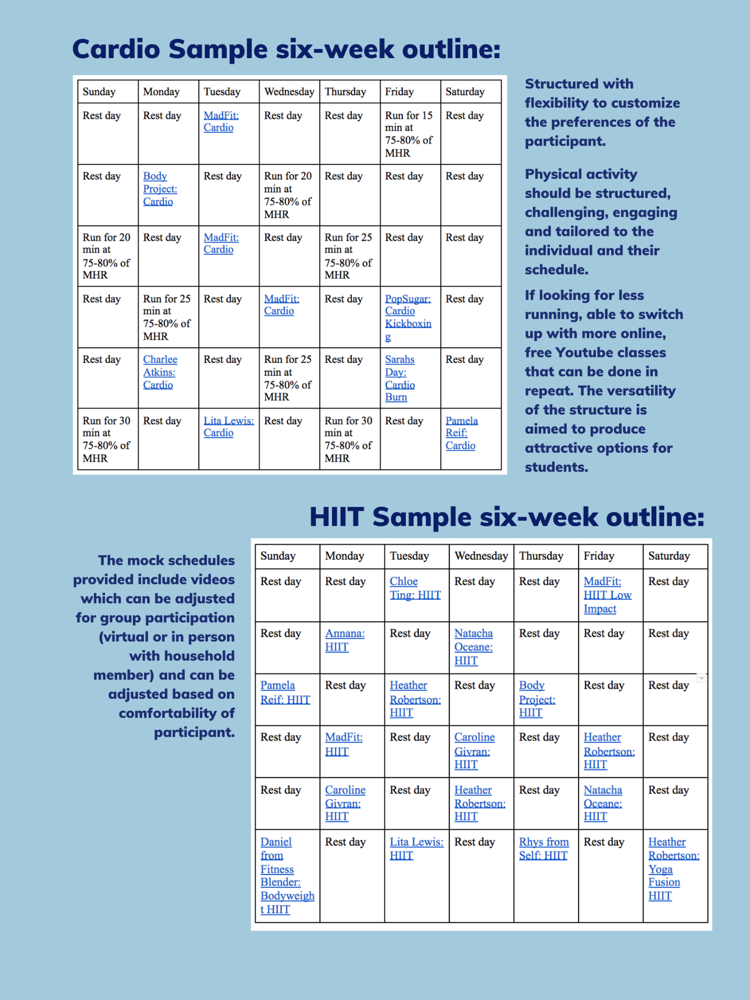 Cardio Sample six-week outline:
Sunday Monday Tuesday Wednesday Thursday Friday Saturday
Rest day
Rest day
MadFit:
Cardio
Rest day
Rest day
Run for 15
min at
75-80% of
MHR
Rest day
Rest day
Body
Project:
Cardio
Rest day
Run for 20
min at
75-80% of
MHR
Rest day
Rest day
Rest day
Run for 20
min at
75-80% of
MHR
Rest day
MadFit:
Cardio
Rest day
Run for 25
min at
75-80% of
MHR
Rest day
Rest day
Rest day
Run for 25
min at
75-80% of
MHR
Rest day
MadFit:
Cardio
Rest day
PopSugar:
Cardio
Kickboxin
g
Rest day
Rest day
Charlee
Atkins:
Cardio
Rest day
Run for 25
min at
75-80% of
MHR
Rest day
Sarahs
Day:
Cardio
Burn
Rest day
Run for 30
min at
75-80% of
MHR
Rest day
Lita Lewis:
Cardio
Rest day
Run for 30
min at
75-80% of
MHR
Rest day
Pamela
Reif:
Cardio
Structured with
flexibility to customize
the preferences of the
participant.
Physical activity
should be structured,
challenging, engaging
and tailored to the
individual and their
schedule.
If looking for less
running, able to switch
up with more online,
free Youtube classes
that can be done in
repeat. The versatility
of the structure is
aimed to produce
attractive options for
students.
HIIT Sample six-week outline:
The mock schedules
provided include videos
which can be adjusted
for group participation
(virtual or in person
with household
member) and can be
adjusted based on
comfortability of
participant.
Sunday Monday Tuesday Wednesday Thursday Friday Saturday
Rest day
Rest day
Chloe
Ting: HIIT
Rest day
Rest day
MadFit:
HIIT Low
Impact
Rest day
Rest day
Annana:
HIIT
Rest day
Natacha
Oceane:
HIIT
Rest day
Rest day
Rest day
Pamela
Reif: HIIT
Rest day
Heather
Robertson:
HIIT
Rest day
Body
Project:
HIIT
Rest day
Rest day
Rest day
MadFit:
HIIT
Rest day
Caroline
Givran:
HIIT
Rest day
Heather
Robertson:
HIIT
Rest day
Rest day
Caroline
Givran:
HIIT
Rest day
Heather
Robertson:
HIIT
Rest day
Natacha
Oceane:
HIIT
Rest day
Daniel
from
Fitness
Blender:
Bodyweigh
t HIIT
Rest day
Lita Lewis:
HIIT
Rest day
Rhys from
Self: HIIT
Rest day
Heather
Robertson:
Yoga
Fusion
HIIT